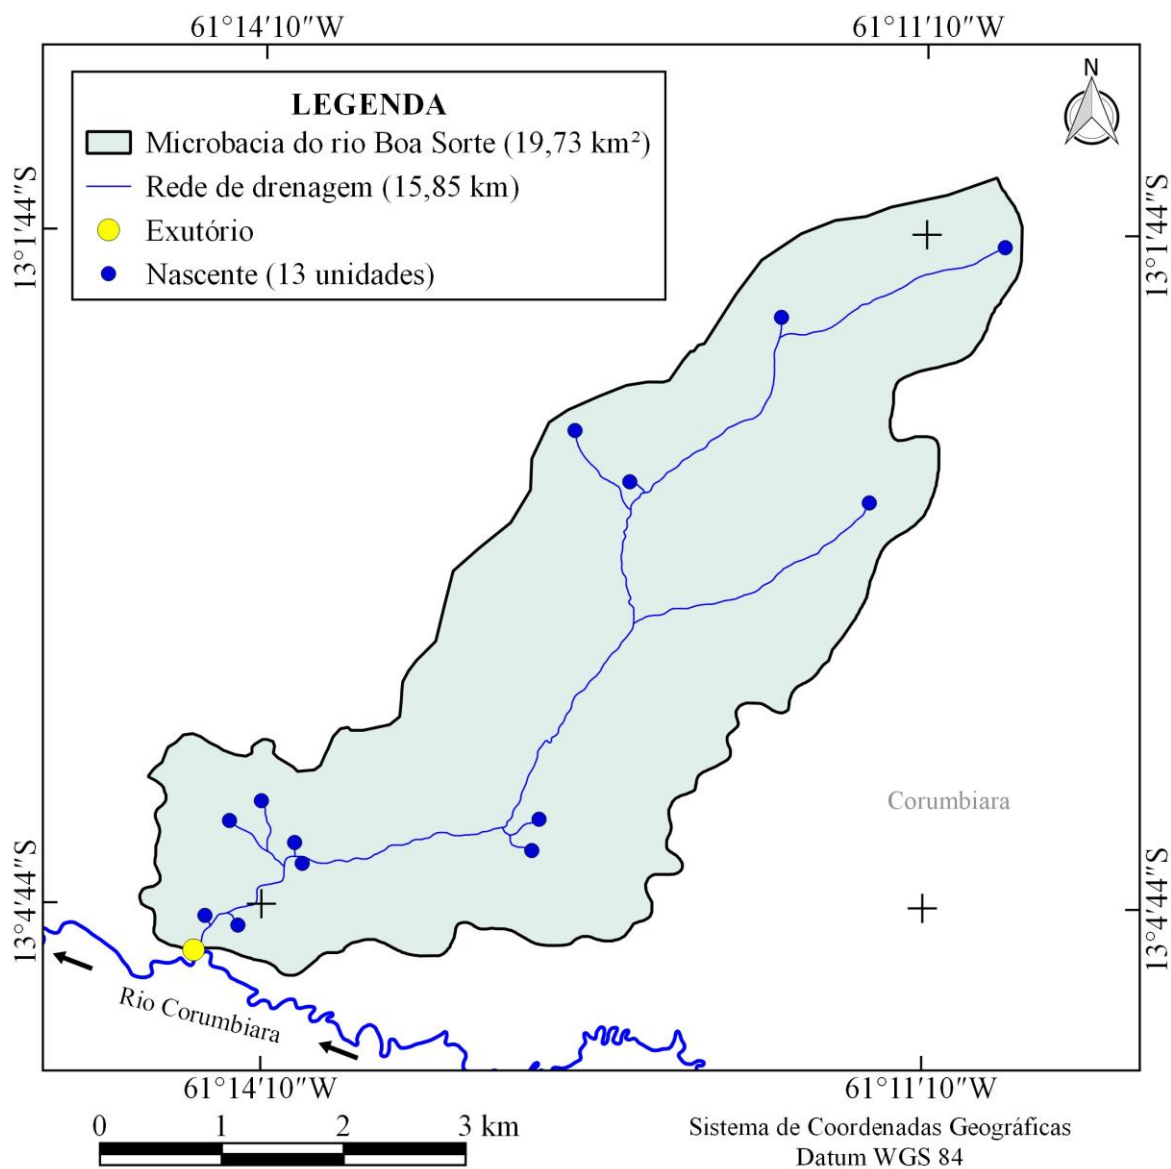 61°14′10″W 61°11′10″W
N
LEGENDA
Microbacia do rio Boa Sorte (19,73 km²)
Rede de drenagem (15,85 km)
Exutório
Nascente (13 unidades)
13°1′44″S 13°1′44″S
Corumbiara
13°4′44″S 13°4′44″S
Rio Corumbiara
61°14′10″W 61°11′10″W
0 1 2 3 km
Sistema de Coordenadas Geográficas
Datum WGS 84